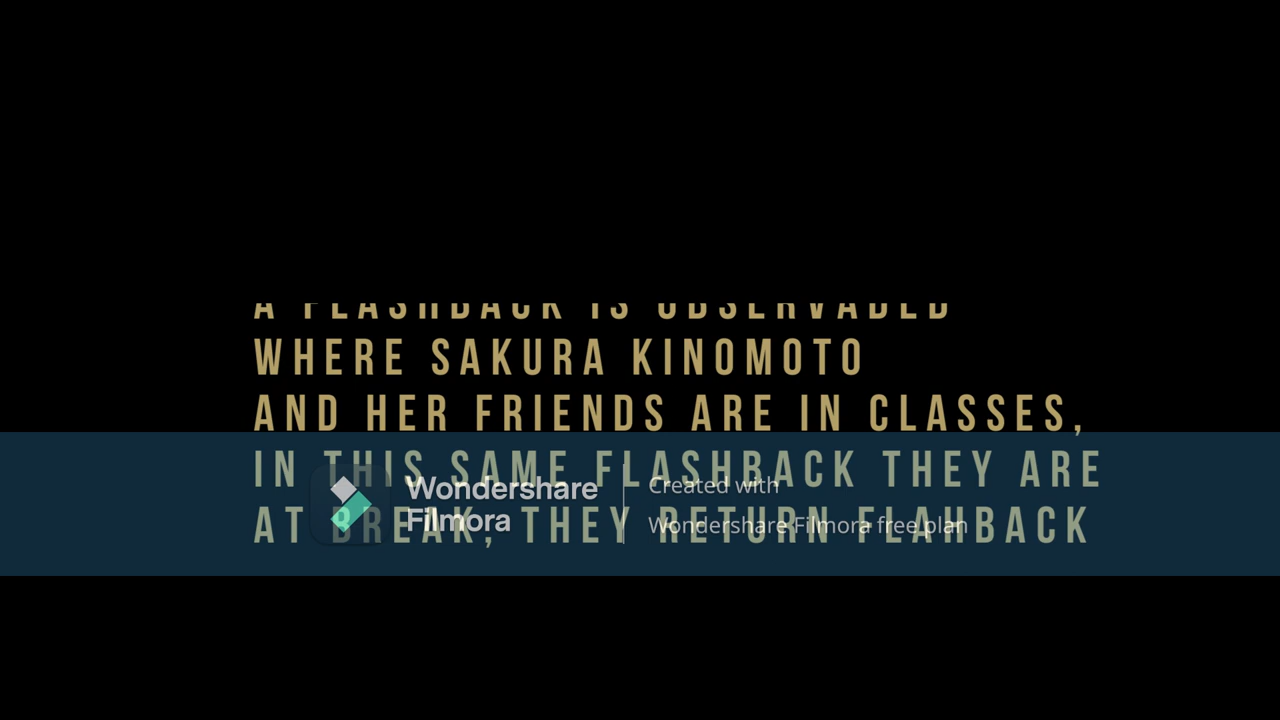 A FLASHBACK IS OBSERVABED
WHERE SAKURA KINOMOTO
AND HER FRIENDS ARE IN CLASSES,
IN THIS SAME FLASHBACK THEY ARE
AT BREAK, THEY RETURN FLAHBACK
Wondershare
Filmora
Created with
Wondershare Filmora free plan